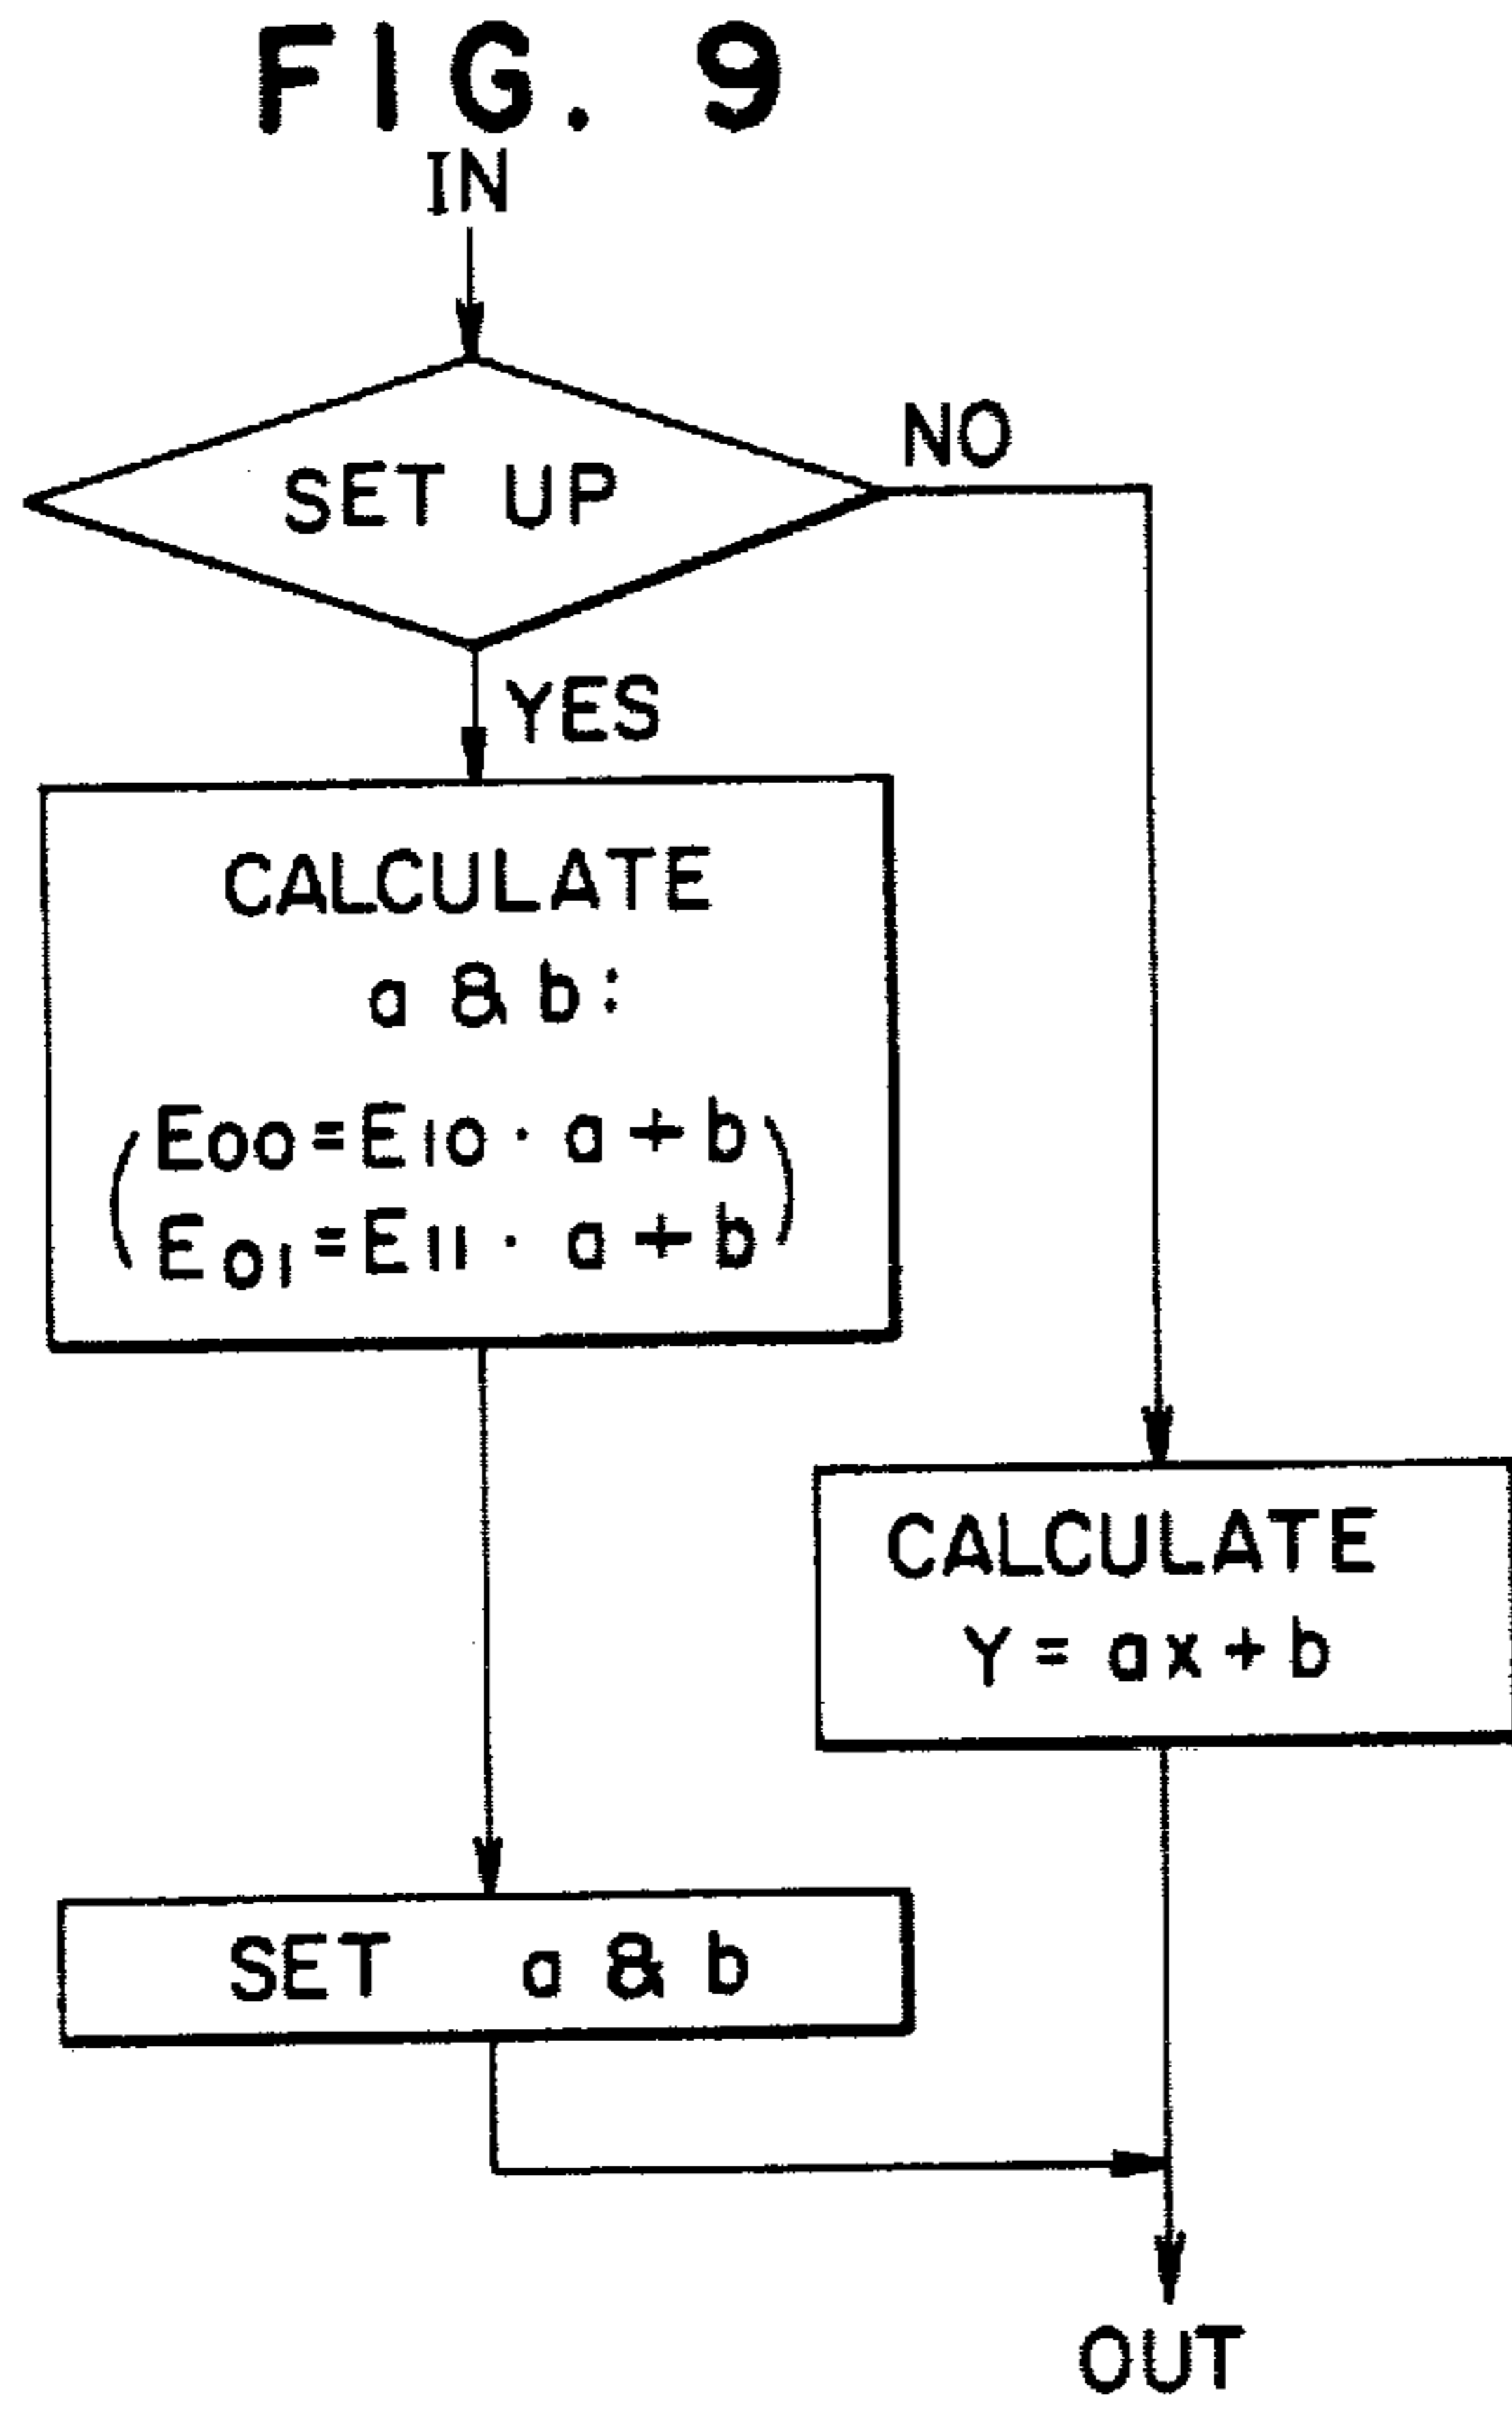 FIG. 9
IN
SET UP
NO
YES
CALCULATE
a & b:
(E00=E10·a+b)
(E01=E11·a+b)
CALCULATE
Y=ax+b
SET a & b
OUT